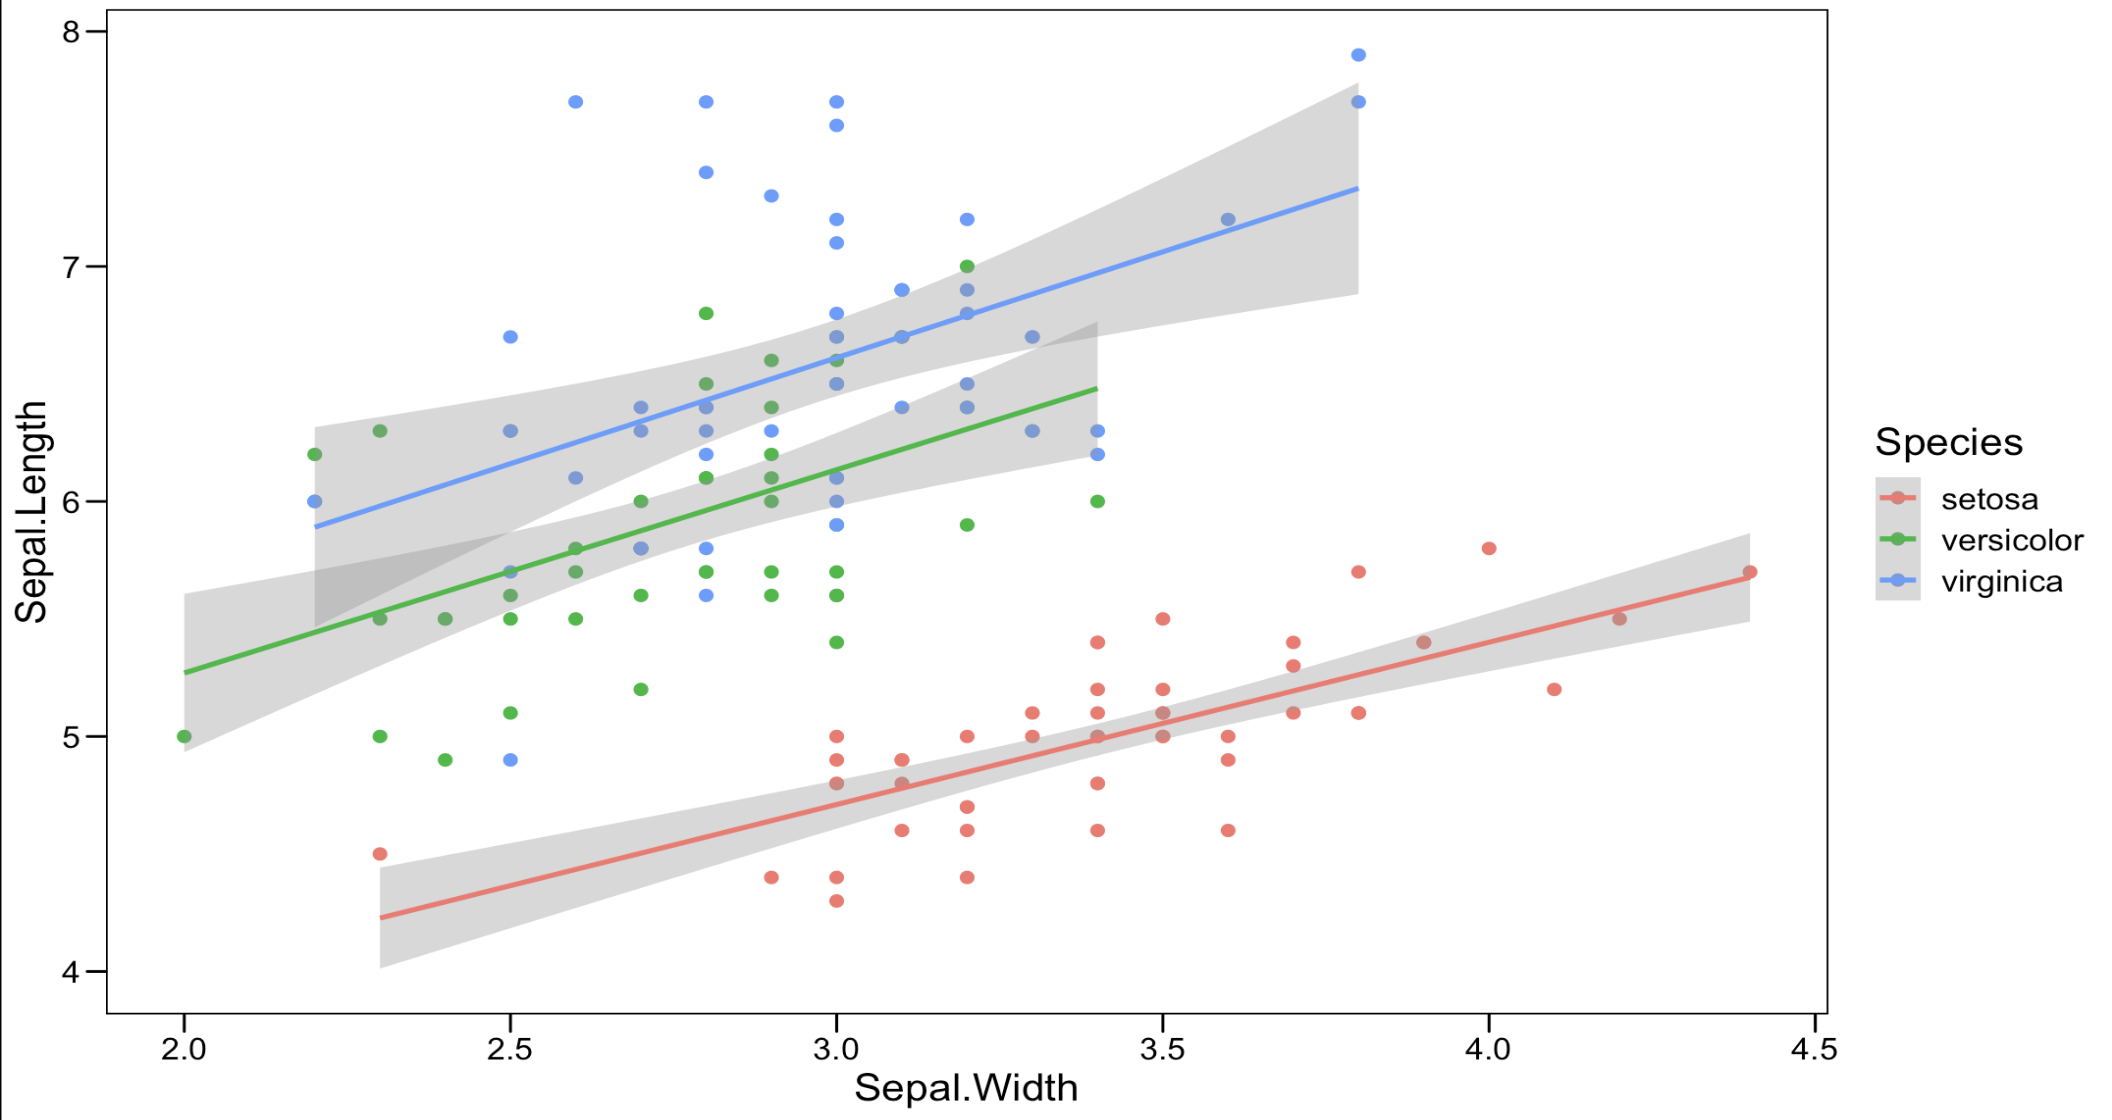 8
7
6
5
4
Sepal.Length
2.0 2.5 3.0 3.5 4.0 4.5
Sepal.Width
Species
setosa
versicolor
virginica